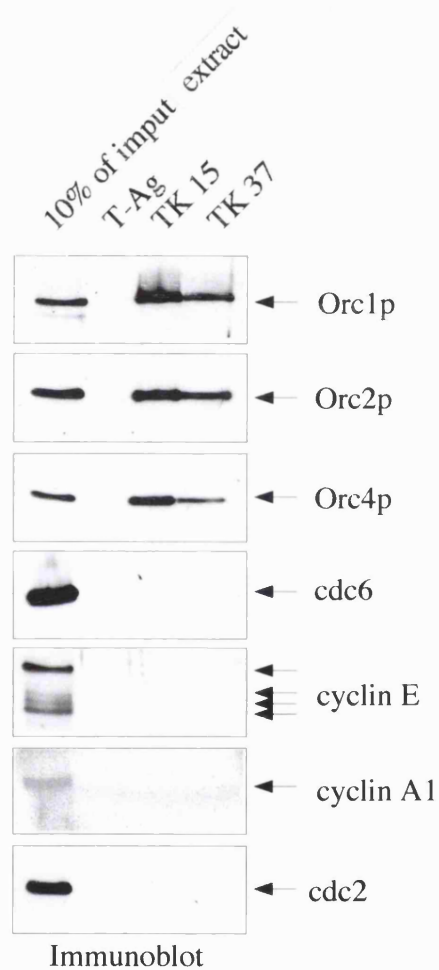 10% of imput extract
T-Ag
TK 15
TK 37
Orc1p
Orc2p
Orc4p
cdc6
cyclin E
cyclin A1
cdc2
Immunoblot